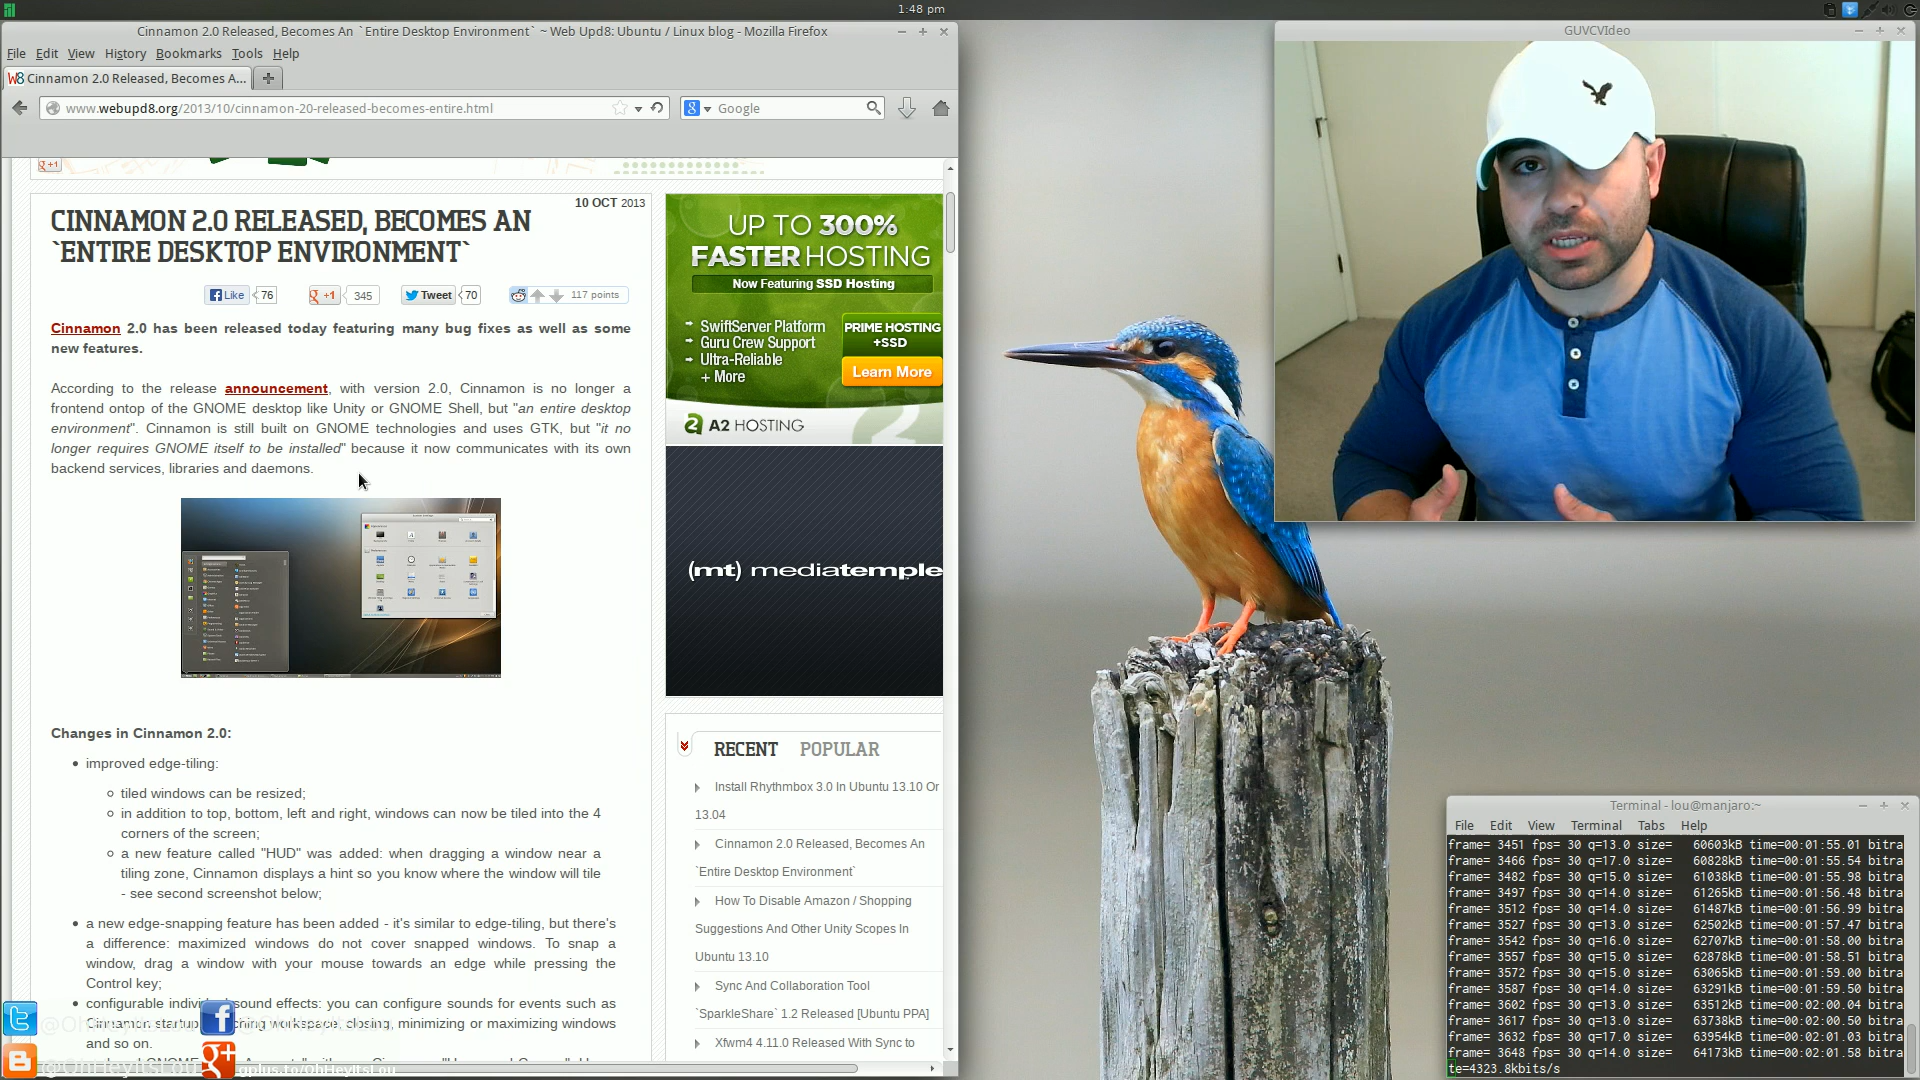 1:48 pm
Cinnamon 2.0 Released, Becomes An `Entire Desktop Environment` ~ Web Upd8: Ubuntu / Linux blog - Mozilla Firefox
File Edit View History Bookmarks Tools Help
W8 Cinnamon 2.0 Released, Becomes A...
www.webupd8.org/2013/10/cinnamon-20-released-becomes-entire.html
Google
+1
10 OCT 2013
CINNAMON 2.0 RELEASED, BECOMES AN
`ENTIRE DESKTOP ENVIRONMENT`
Like 76 +1 345 Tweet 70 117 points
Cinnamon 2.0 has been released today featuring many bug fixes as well as some
new features.
According to the release announcement, with version 2.0, Cinnamon is no longer a
frontend ontop of the GNOME desktop like Unity or GNOME Shell, but "an entire desktop
environment". Cinnamon is still built on GNOME technologies and uses GTK, but "it no
longer requires GNOME itself to be installed" because it now communicates with its own
backend services, libraries and daemons.
Changes in Cinnamon 2.0:
improved edge-tiling:
tiled windows can be resized;
in addition to top, bottom, left and right, windows can now be tiled into the 4
corners of the screen;
a new feature called "HUD" was added: when dragging a window near a
tiling zone, Cinnamon displays a hint so you know where the window will tile
- see second screenshot below;
a new edge-snapping feature has been added - it's similar to edge-tiling, but there's
a difference: maximized windows do not cover snapped windows. To snap a
window, drag a window with your mouse towards an edge while pressing the
Control key;
configurable sound effects: you can configure sounds for events such as
Cinnamon startup, workspace, closing, minimizing or maximizing windows
and so on.
@OhHeyItsLou
gplus.to/OhHeyItsLou
UP TO 300%
FASTER HOSTING
Now Featuring SSD Hosting
SwiftServer Platform
Guru Crew Support
Ultra-Reliable
+ More
PRIME HOSTING
+SSD
Learn More
A2 HOSTING
(mt) mediatemple
RECENT POPULAR
Install Rhythmbox 3.0 In Ubuntu 13.10 Or
13.04
Cinnamon 2.0 Released, Becomes An
`Entire Desktop Environment`
How To Disable Amazon / Shopping
Suggestions And Other Unity Scopes In
Ubuntu 13.10
Sync And Collaboration Tool
`SparkleShare` 1.2 Released [Ubuntu PPA]
Xfwm4 4.11.0 Released With Sync to
GUVCVIdeo
Terminal - lou@manjaro:~
File Edit View Terminal Tabs Help
frame= 3451 fps= 30 q=13.0 size= 60603kB time=00:01:55.01 bitra
frame= 3466 fps= 30 q=17.0 size= 60828kB time=00:01:55.54 bitra
frame= 3482 fps= 30 q=15.0 size= 61038kB time=00:01:55.98 bitra
frame= 3497 fps= 30 q=14.0 size= 61265kB time=00:01:56.48 bitra
frame= 3512 fps= 30 q=14.0 size= 61487kB time=00:01:56.99 bitra
frame= 3527 fps= 30 q=13.0 size= 62502kB time=00:01:57.47 bitra
frame= 3542 fps= 30 q=16.0 size= 62707kB time=00:01:58.00 bitra
frame= 3557 fps= 30 q=15.0 size= 62878kB time=00:01:58.51 bitra
frame= 3572 fps= 30 q=15.0 size= 63065kB time=00:01:59.00 bitra
frame= 3587 fps= 30 q=14.0 size= 63291kB time=00:01:59.50 bitra
frame= 3602 fps= 30 q=13.0 size= 63512kB time=00:02:00.04 bitra
frame= 3617 fps= 30 q=13.0 size= 63738kB time=00:02:00.50 bitra
frame= 3632 fps= 30 q=17.0 size= 63954kB time=00:02:01.03 bitra
frame= 3648 fps= 30 q=14.0 size= 64173kB time=00:02:01.58 bitra
te=4323.8kbits/s